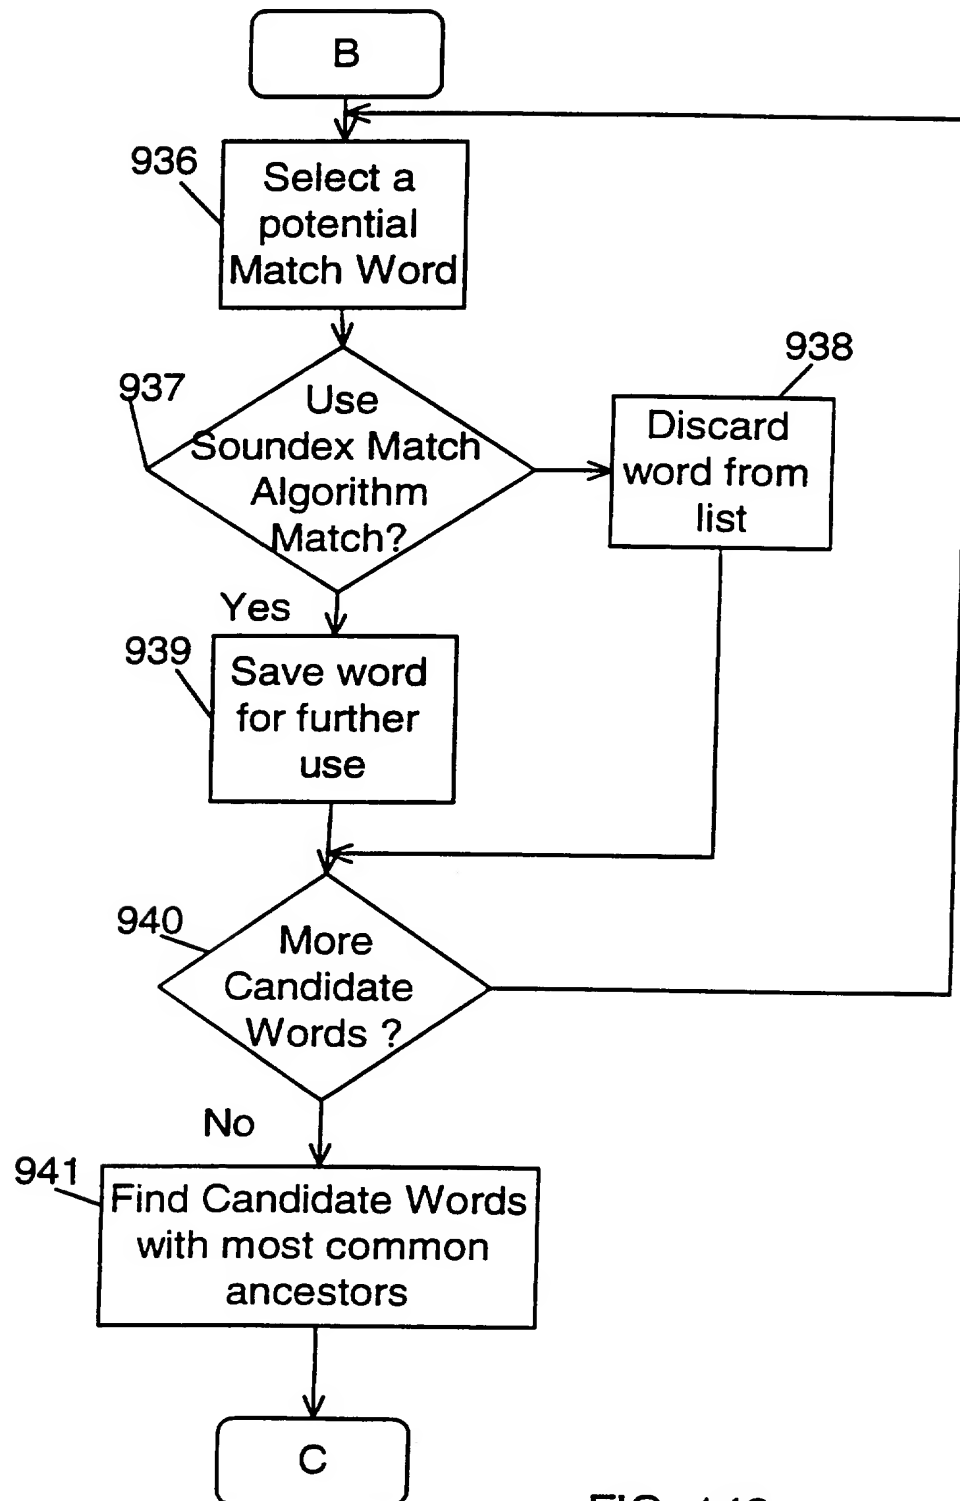 B
936
Select a
potential
Match Word
937
Use
Soundex Match
Algorithm
Match?
938
Discard
word from
list
Yes
939
Save word
for further
use
940
More
Candidate
Words ?
No
941
Find Candidate Words
with most common
ancestors
C